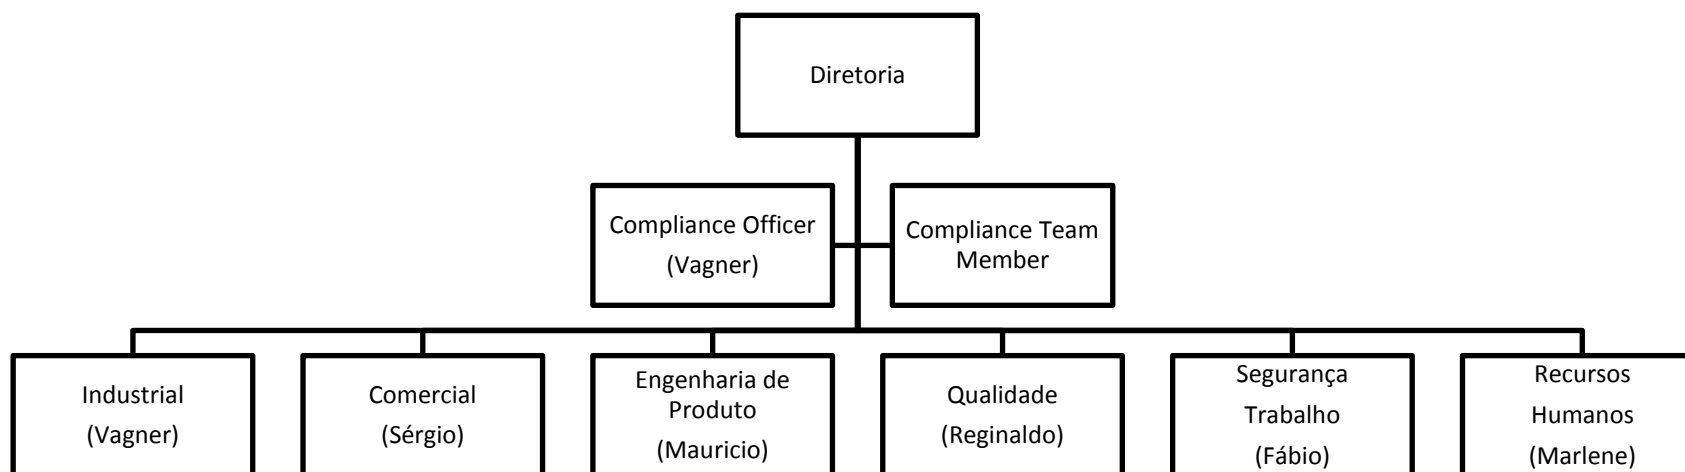 Diretoria
Compliance Officer
(Vagner)
Compliance Team
Member
Industrial
(Vagner)
Comercial
(Sérgio)
Engenharia de
Produto
(Mauricio)
Qualidade
(Reginaldo)
Segurança
Trabalho
(Fábio)
Recursos
Humanos
(Marlene)